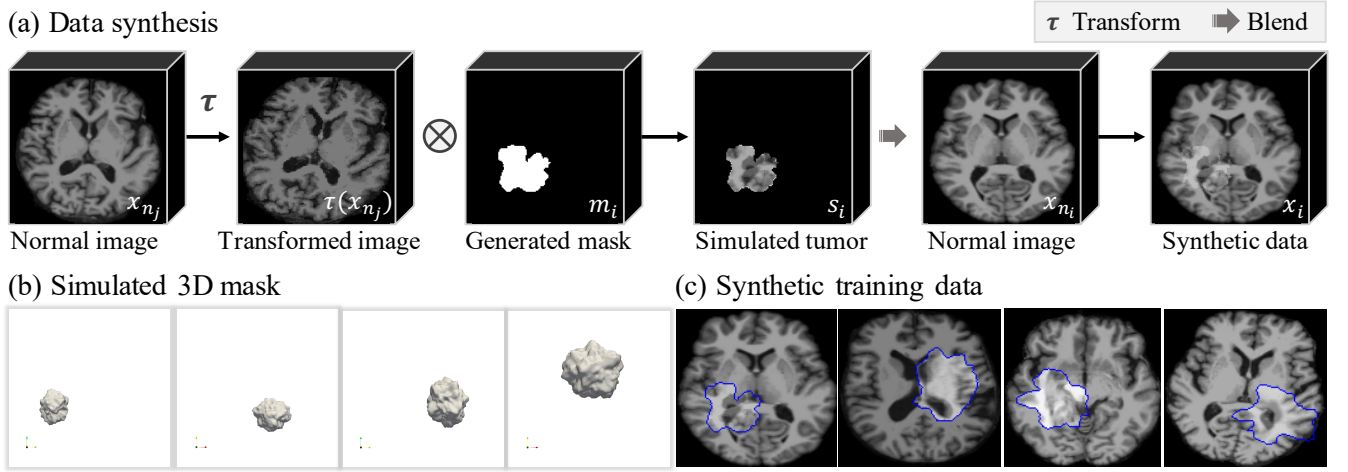 (a) Data synthesis
τ Transform Blend
τ
x_{n_j} τ(x_{n_j}) m_i s_i x_{n_i} x_i
Normal image Transformed image Generated mask Simulated tumor Normal image Synthetic data
(b) Simulated 3D mask (c) Synthetic training data